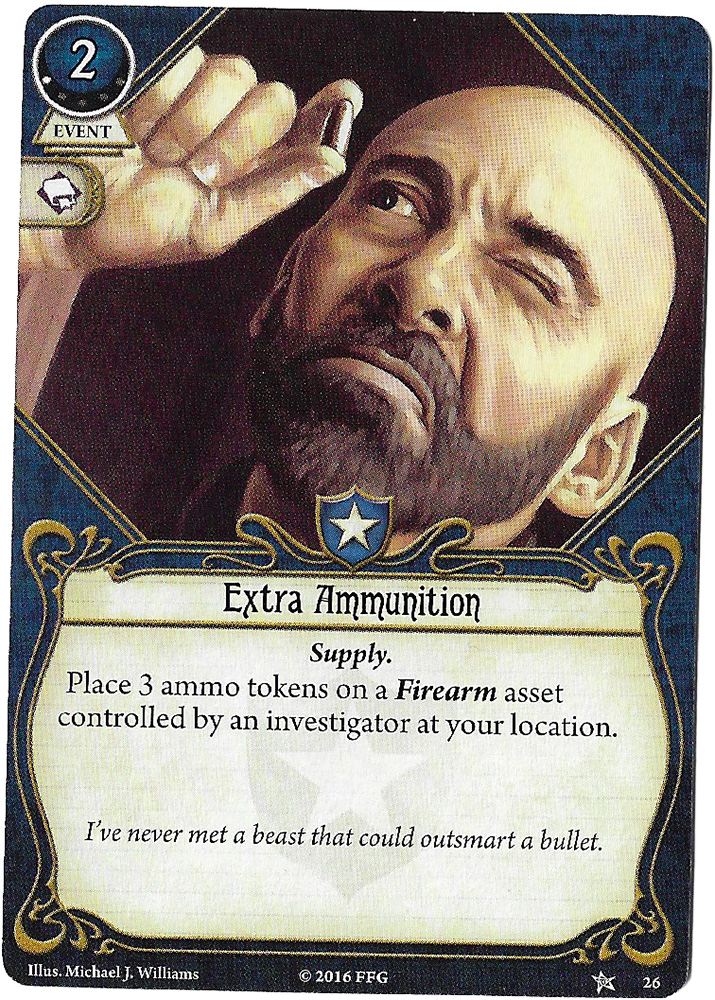 2
EVENT
Extra Ammunition
Supply.
Place 3 ammo tokens on a Firearm asset
controlled by an investigator at your location.
I've never met a beast that could outsmart a bullet.
Illus. Michael J. Williams
© 2016 FFG
26